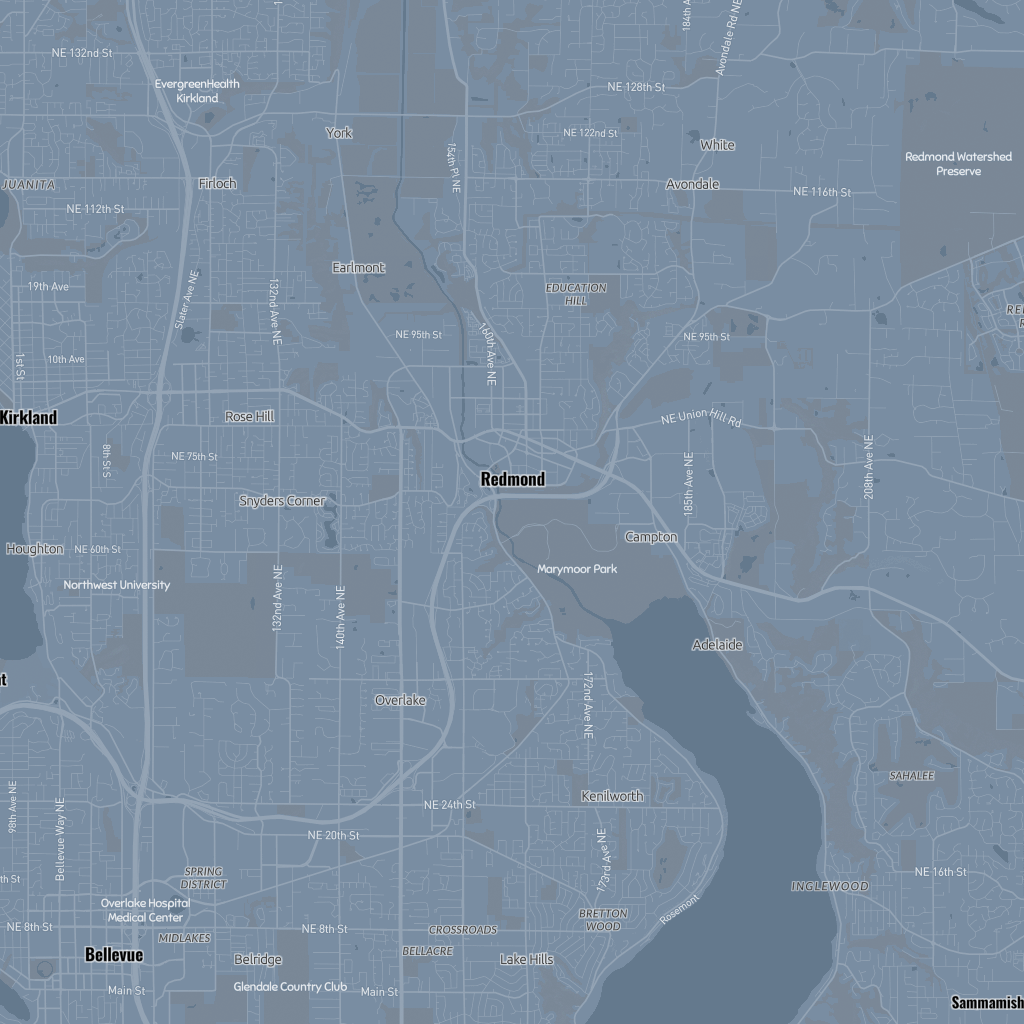 184th A
Avondale Rd NE
NE 132nd St
EvergreenHealth
Kirkland
NE 128th St
York
NE 122nd St
White
154th Pl NE
Redmond Watershed
Preserve
JUANITA
Firloch
Avondale
NE 116th St
NE 112th St
Earlmont
19th Ave
EDUCATION
HILL
Slater Ave NE
132nd Ave NE
NE 95th St
160th Ave NE
NE 95th St
10th Ave
1st St
Kirkland
Rose Hill
NE Union Hill Rd
8th St S
NE 75th St
Redmond
185th Ave NE
208th Ave NE
Snyders Corner
Campton
Houghton
NE 60th St
Marymoor Park
Northwest University
132nd Ave NE
140th Ave NE
Adelaide
Overlake
172nd Ave NE
SAHALEE
98th Ave NE
Bellevue Way NE
NE 24th St
Kenilworth
NE 20th St
173rd Ave NE
SPRING
DISTRICT
NE 16th St
INGLEWOOD
Overlake Hospital
Medical Center
Rosemont
BRETTON
WOOD
NE 8th St
MIDLAKES
NE 8th St
CROSSROADS
BELLACRE
Bellevue
Belridge
Lake Hills
Main St
Glendale Country Club
Main St
Sammamish